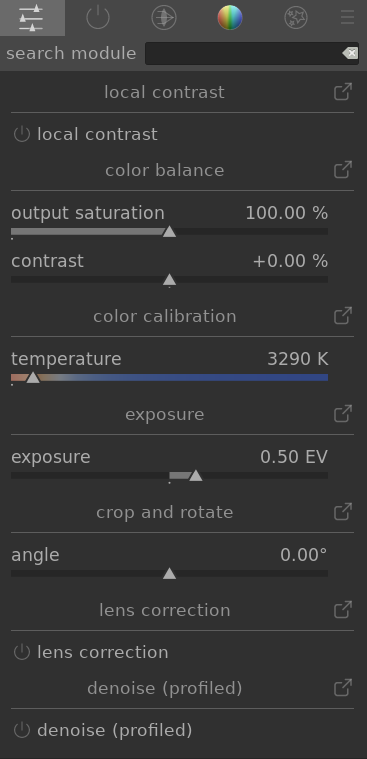 search module
local contrast
local contrast
color balance
output saturation 100.00 %
contrast +0.00 %
color calibration
temperature 3290 K
exposure
exposure 0.50 EV
crop and rotate
angle 0.00°
lens correction
lens correction
denoise (profiled)
denoise (profiled)